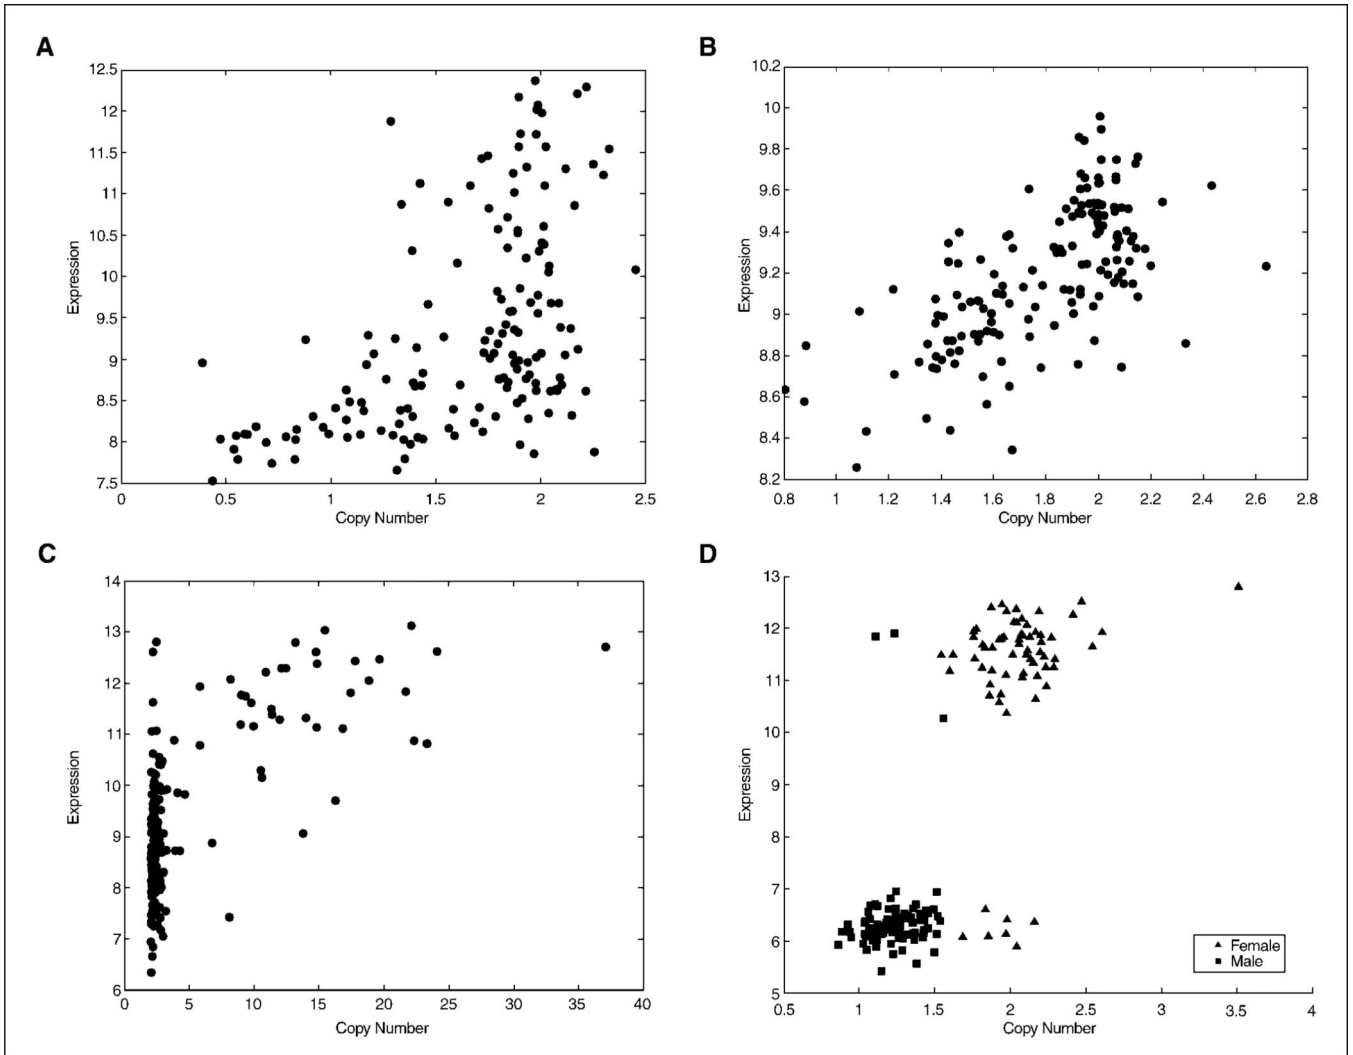 A
Expression
12.5
12
11.5
11
10.5
10
9.5
9
8.5
8
7.5
0 0.5 1 1.5 2 2.5
Copy Number
B
Expression
10.2
10
9.8
9.6
9.4
9.2
9
8.8
8.6
8.4
8.2
0.8 1 1.2 1.4 1.6 1.8 2 2.2 2.4 2.6 2.8
Copy Number
C
Expression
14
13
12
11
10
9
8
7
6
0 5 10 15 20 25 30 35 40
Copy Number
D
Expression
13
12
11
10
9
8
7
6
5
Female
Male
0.5 1 1.5 2 2.5 3 3.5 4
Copy Number